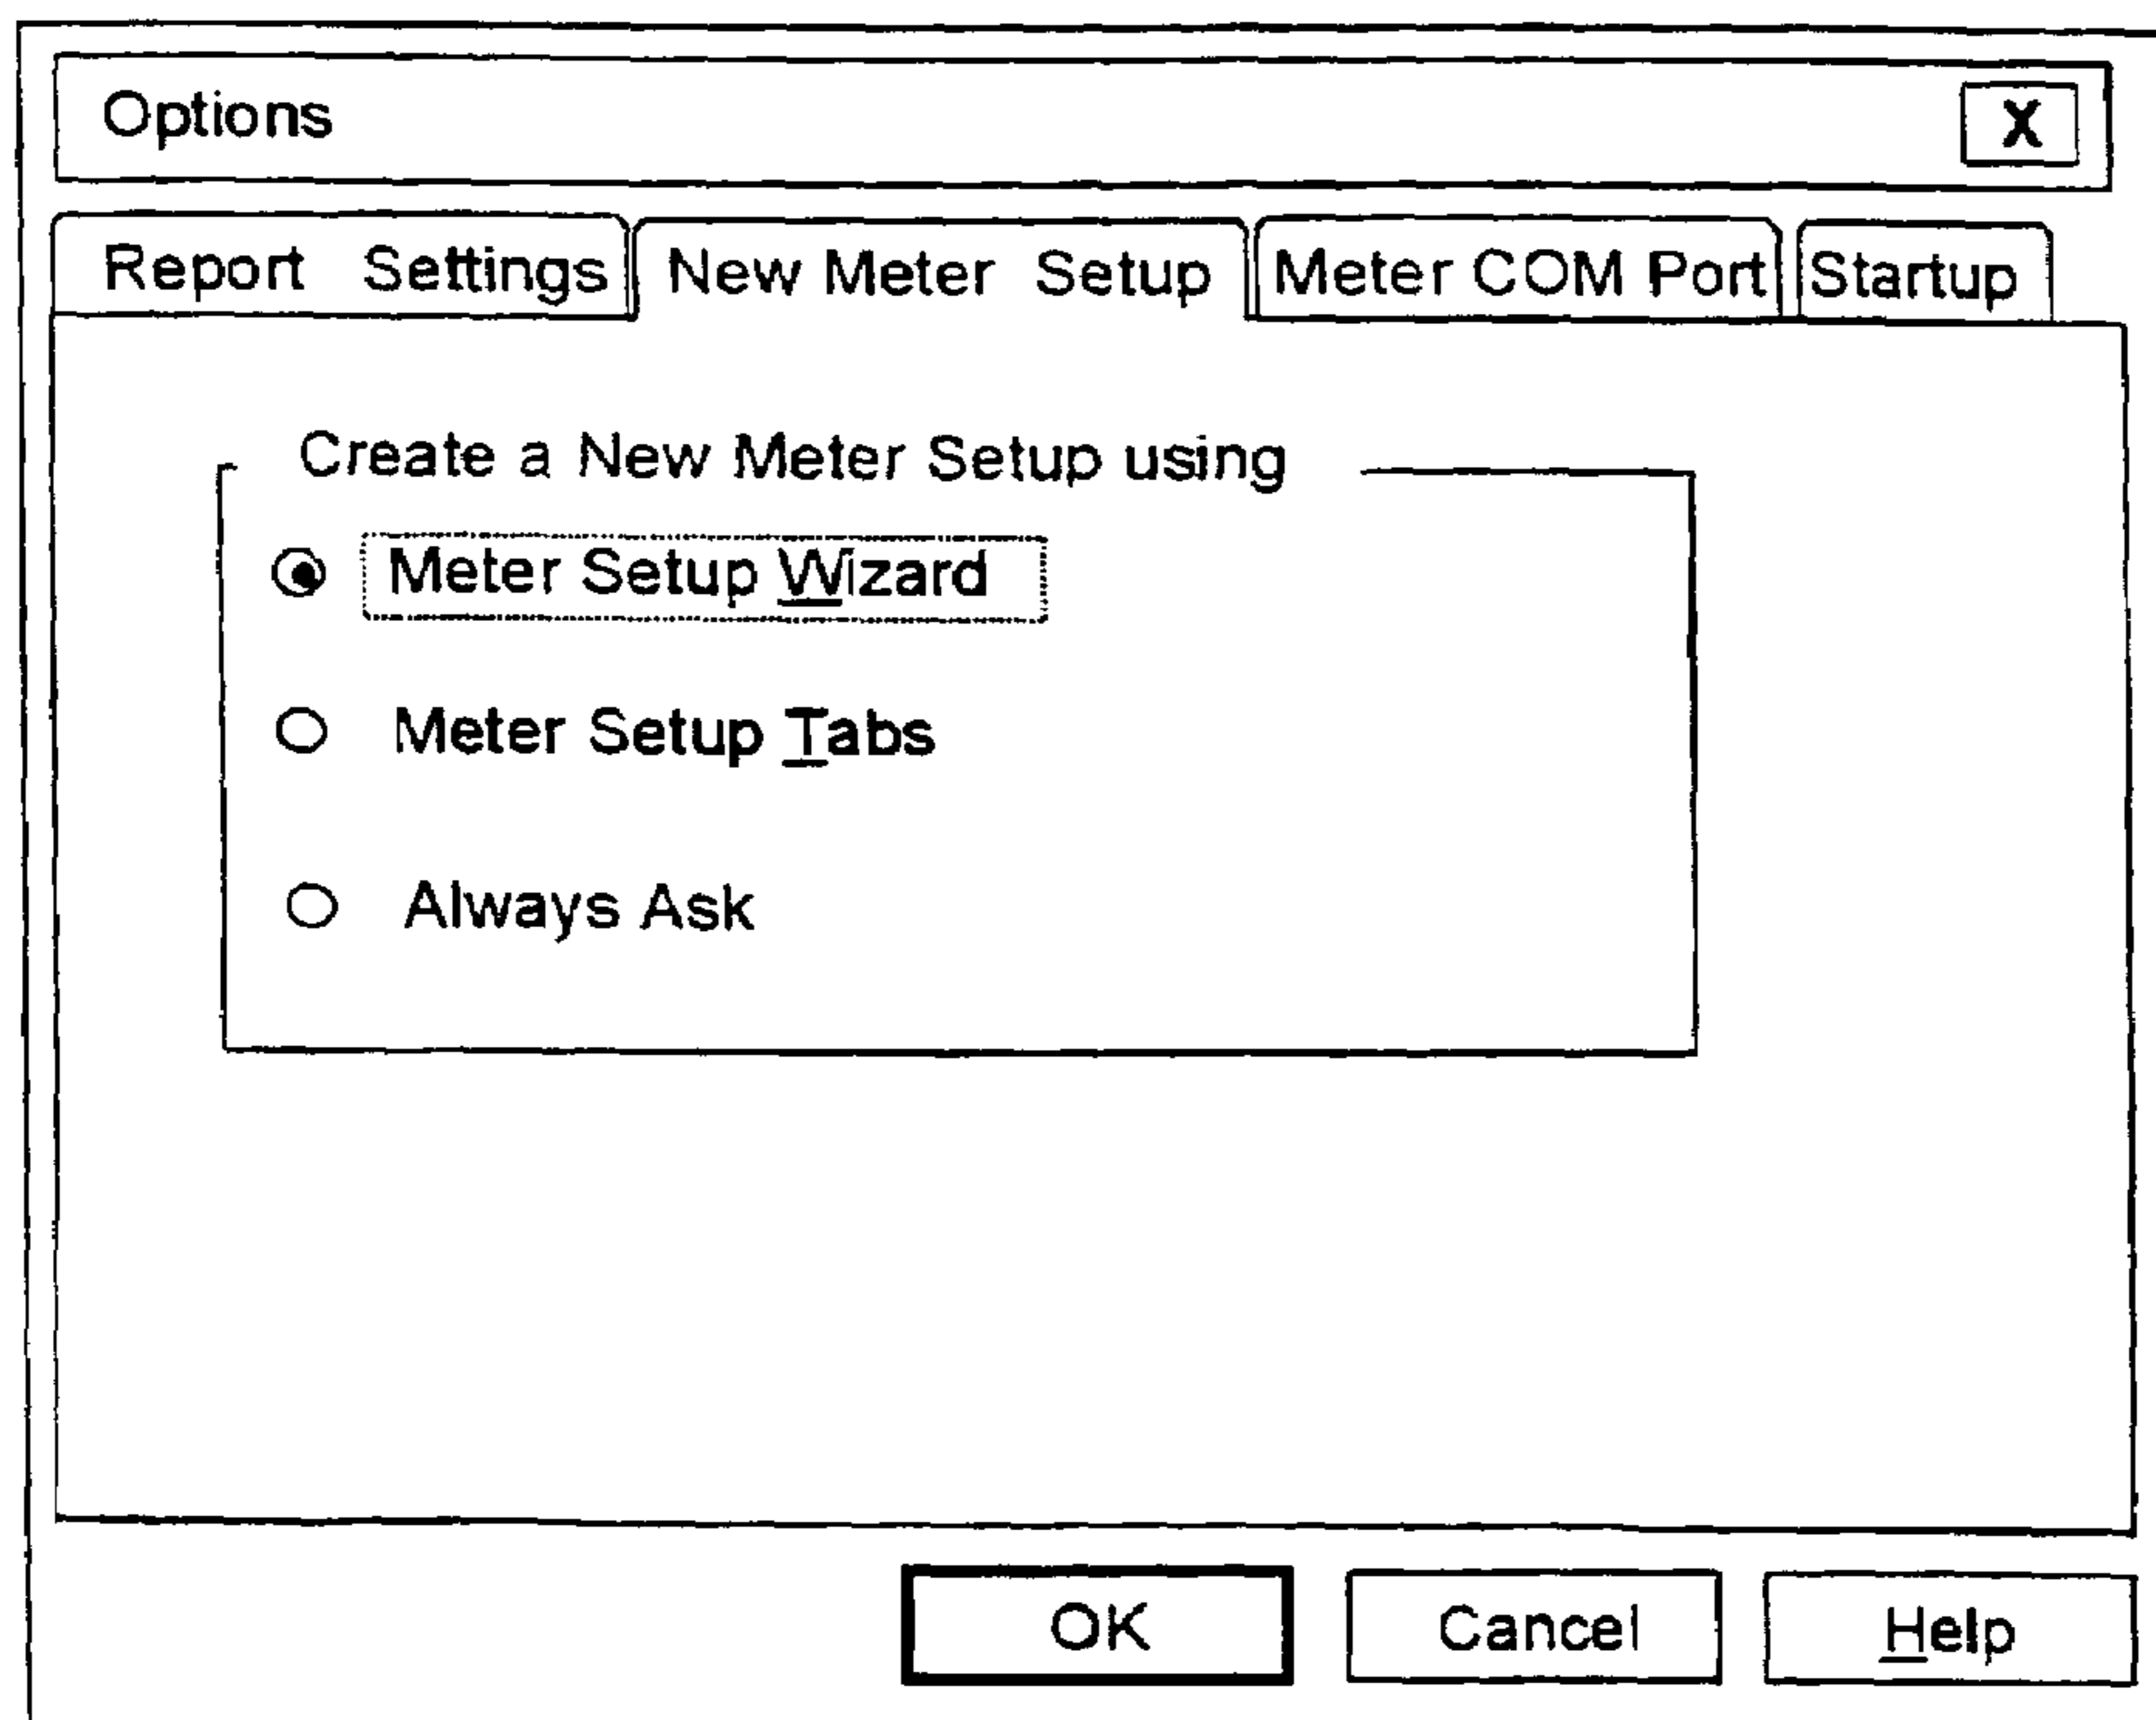 Options X
Report Settings New Meter Setup Meter COM Port Startup
Create a New Meter Setup using
Meter Setup Wizard
Meter Setup Tabs
Always Ask
OK Cancel Help